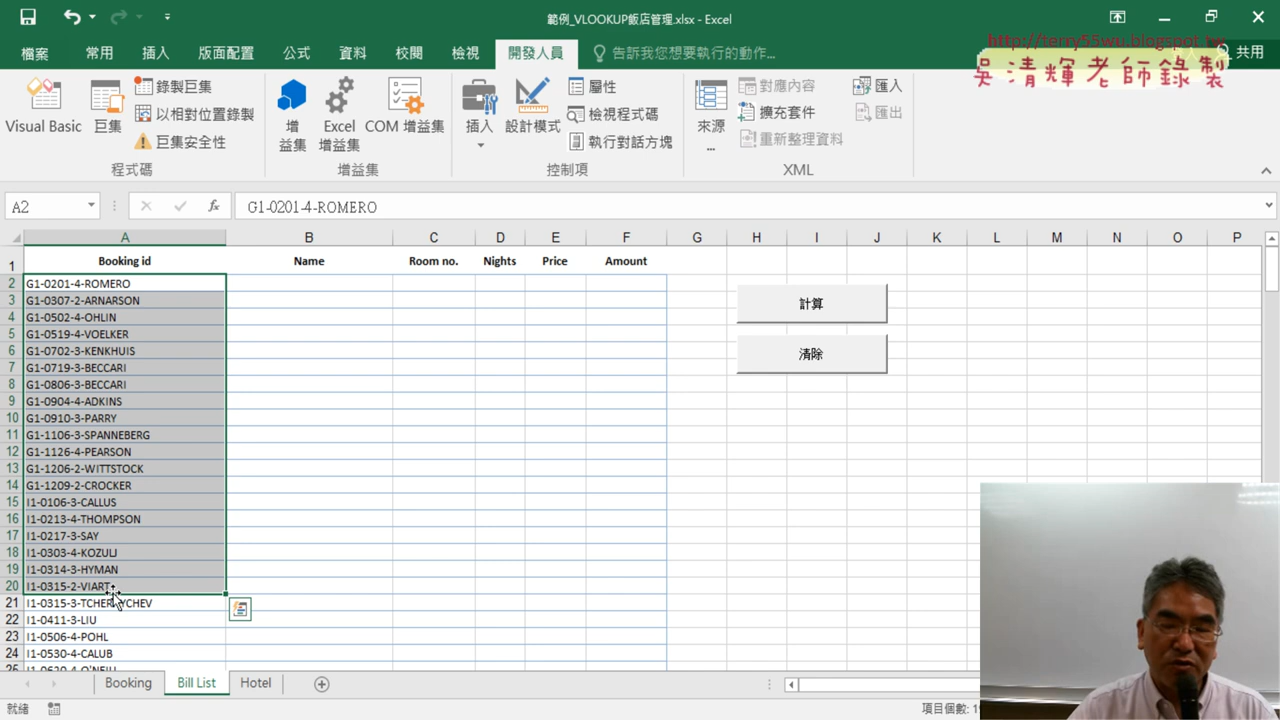 範例_VLOOKUP飯店管理.xlsx - Excel
http://terry55wu.blogspot.tw
吳清輝老師錄製
檔案 常用 插入 版面配置 公式 資料 校閱 檢視 開發人員 告訴我您想要執行的動作... 共用
Visual Basic 巨集 錄製巨集 以相對位置錄製 巨集安全性
增益集 Excel 增益集 COM 增益集
插入 設計模式 屬性 檢視程式碼 執行對話方塊
來源... 對應內容 擴充套件 重新整理資料 匯入 匯出
程式碼 增益集 控制項 XML
A2 fx G1-0201-4-ROMERO
A B C D E F G H I J K L M N O P
1 Booking id Name Room no. Nights Price Amount
2 G1-0201-4-ROMERO
3 G1-0307-2-ARNARSON
計算
4 G1-0502-4-OHLIN
5 G1-0519-4-VOELKER
6 G1-0702-3-KENKHUIS
清除
7 G1-0719-3-BECCARI
8 G1-0806-3-BECCARI
9 G1-0904-4-ADKINS
10 G1-0910-3-PARRY
11 G1-1106-3-SPANNEBERG
12 G1-1126-4-PEARSON
13 G1-1206-2-WITTSTOCK
14 G1-1209-2-CROCKER
15 I1-0106-3-CALLUS
16 I1-0213-4-THOMPSON
17 I1-0217-3-SAY
18 I1-0303-4-KOZULJ
19 I1-0314-3-HYMAN
20 I1-0315-2-VIART
21
22 I1-0411-3-LIU
23 I1-0506-4-POHL
24 I1-0530-4-CALUB
25
Booking Bill List Hotel
就緒 項目個數: